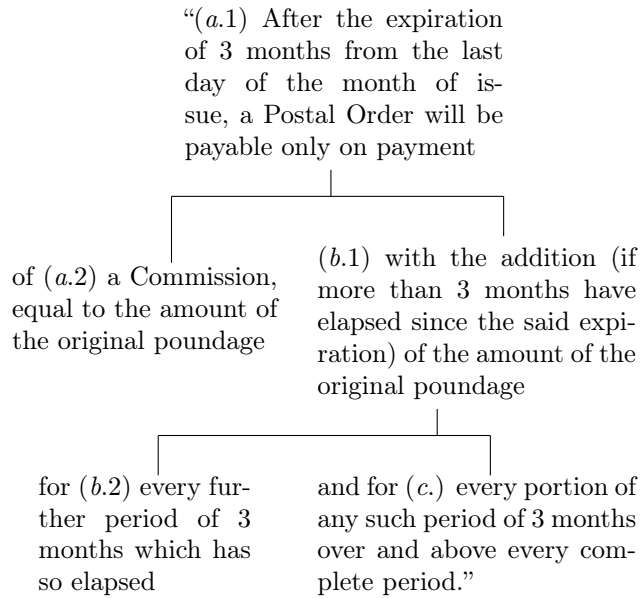 “(a.1) After the expiration
of 3 months from the last
day of the month of is-
sue, a Postal Order will be
payable only on payment
of (a.2) a Commission,
equal to the amount of
the original poundage
(b.1) with the addition (if
more than 3 months have
elapsed since the said expi-
ration) of the amount of the
original poundage
for (b.2) every fur-
ther period of 3
months which has
so elapsed
and for (c.) every portion of
any such period of 3 months
over and above every com-
plete period.”